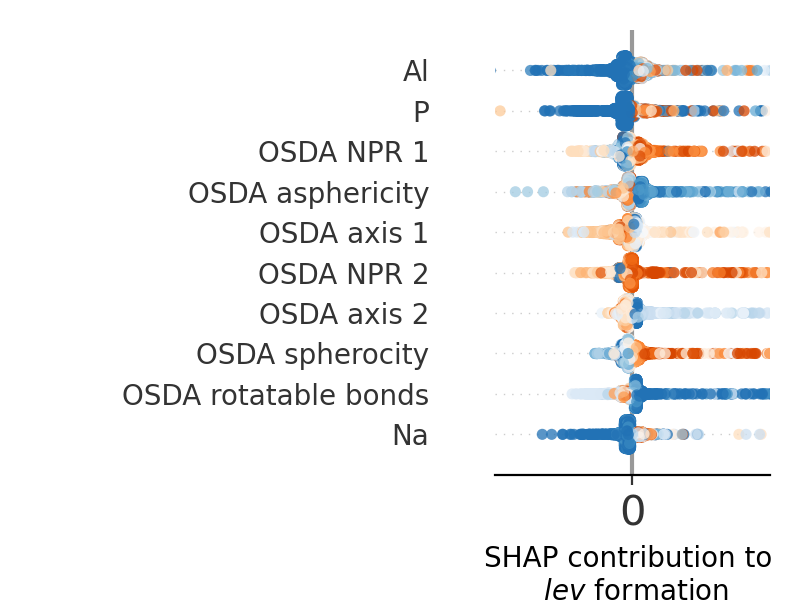 Al
P
OSDA NPR 1
OSDA asphericity
OSDA axis 1
OSDA NPR 2
OSDA axis 2
OSDA spherocity
OSDA rotatable bonds
Na
0
SHAP contribution to
lev formation